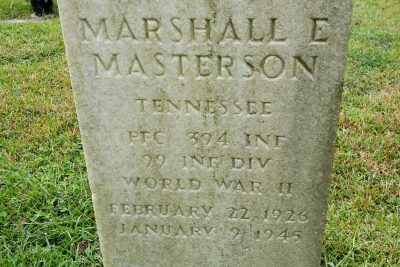 MARSHALL E
MASTERSON
TENNESSEE
PFC 394 INF
99 INF DIV
WORLD WAR II
FEBRUARY 22 1926
JANUARY 9 1945